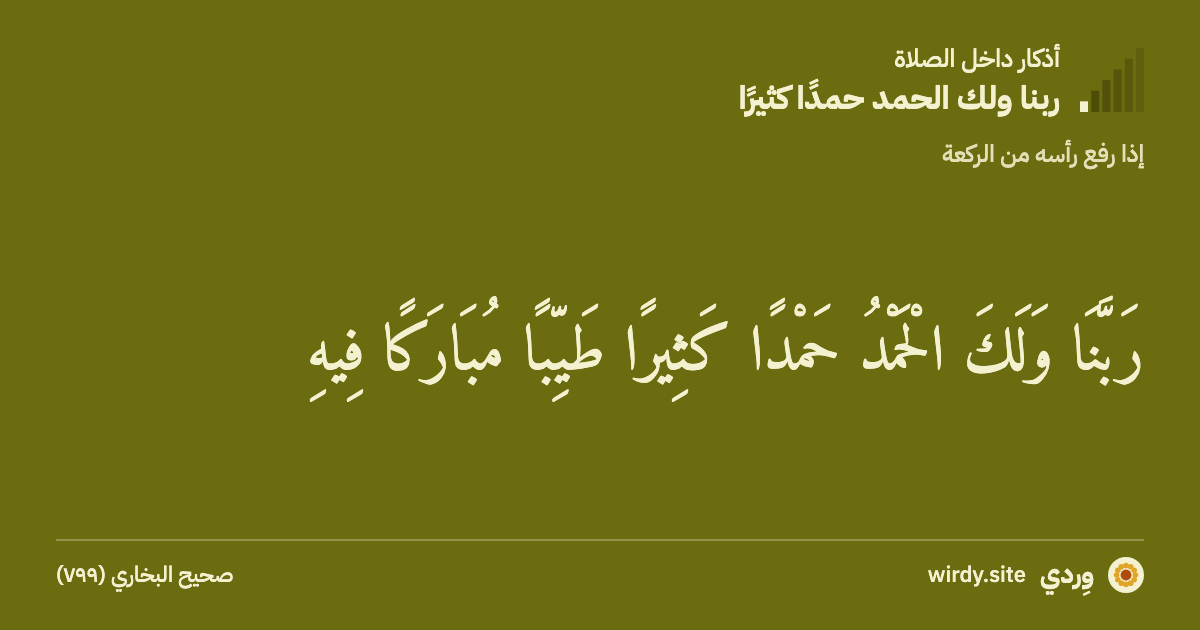 أذكار داخل الصلاة
ربنا ولك الحمد حمدًا كثيرًا
إذا رفع رأسه من الركعة
رَبَّنَا وَلَكَ الْحَمْدُ حَمْدًا كَثِيرًا طَيِّبًا مُبَارَكًا فِيهِ
وِردي wirdy.site
صحيح البخاري (٧٩٩)